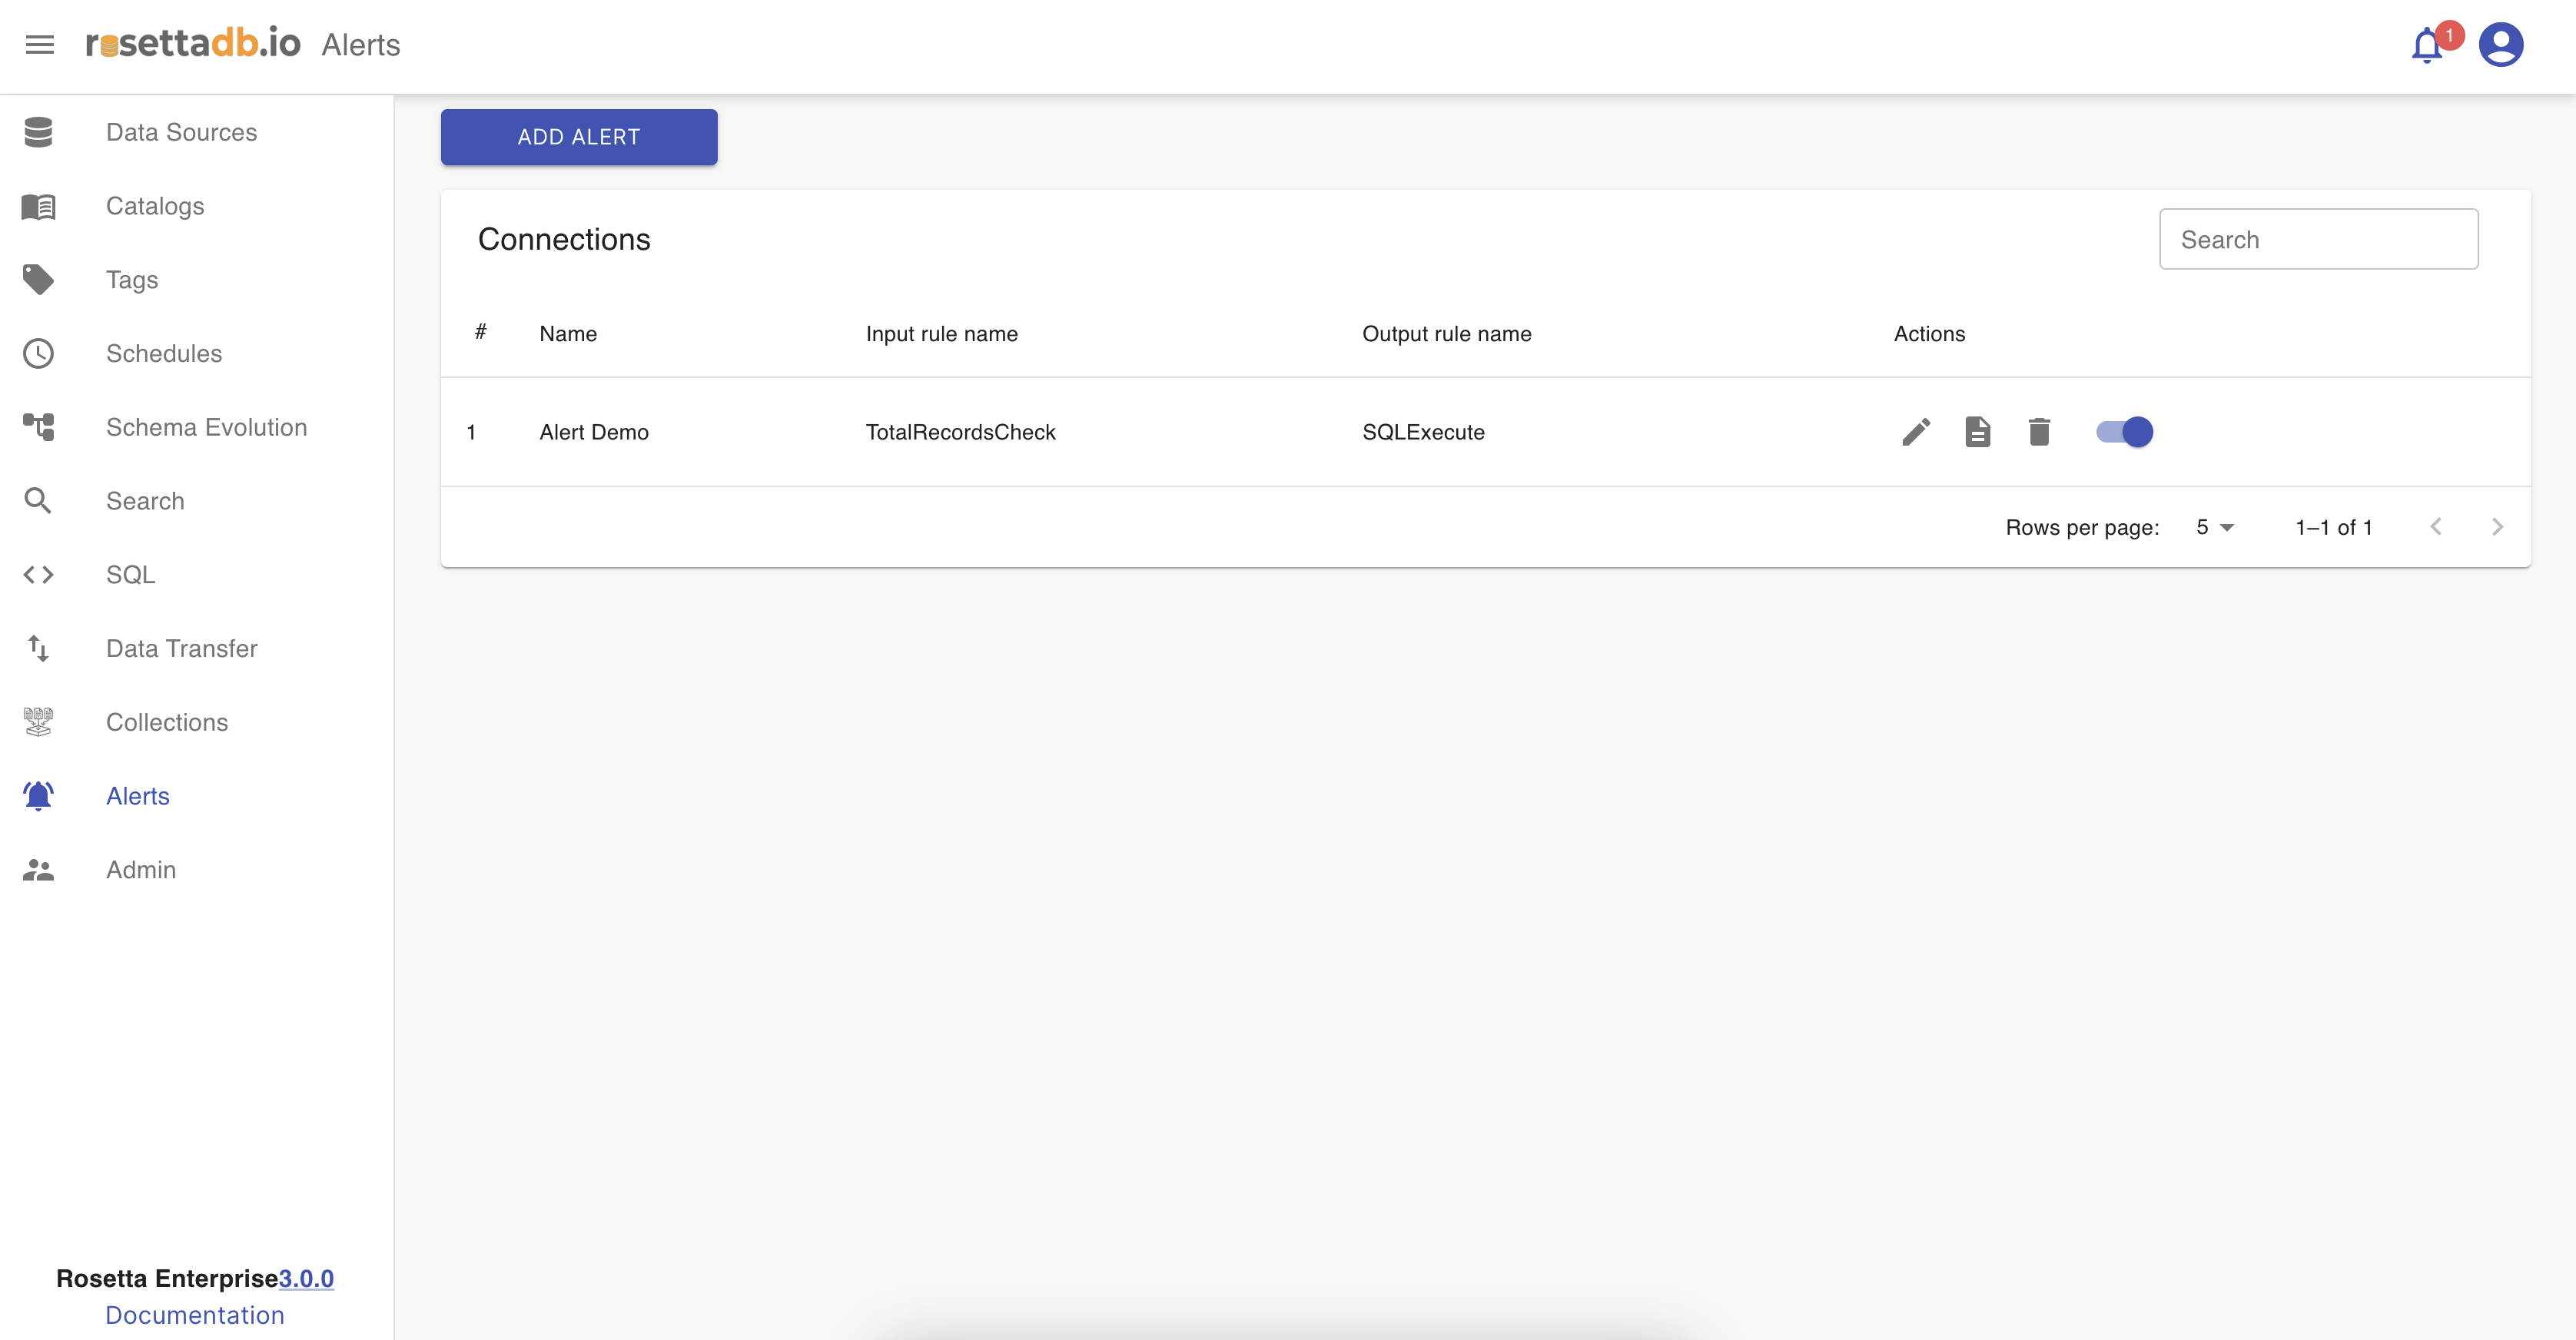 rosettadb.io Alerts 1
Data Sources
Catalogs
Tags
Schedules
Schema Evolution
Search
SQL
Data Transfer
Collections
Alerts
Admin
Rosetta Enterprise3.0.0
Documentation
ADD ALERT
Connections Search
# Name Input rule name Output rule name Actions
1 Alert Demo TotalRecordsCheck SQLExecute
Rows per page: 5 1–1 of 1